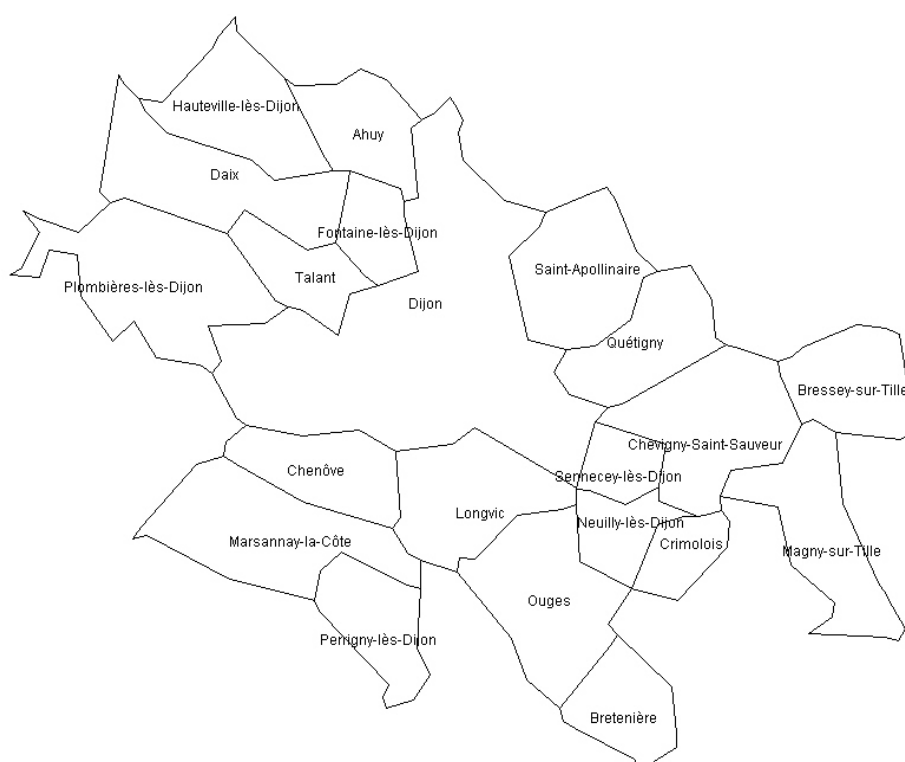 Hauteville-lès-Dijon
Ahuy
Daix
Fontaine-lès-Dijon
Saint-Apollinaire
Talant
Plombières-lès-Dijon
Dijon
Quétigny
Bressey-sur-Tille
Chevigny-Saint-Sauveur
Chenôve
Sennecey-lès-Dijon
Longvic
Neuilly-lès-Dijon
Marsannay-la-Côte
Crimolois
Magny-sur-Tille
Ouges
Perrigny-lès-Dijon
Bretenière